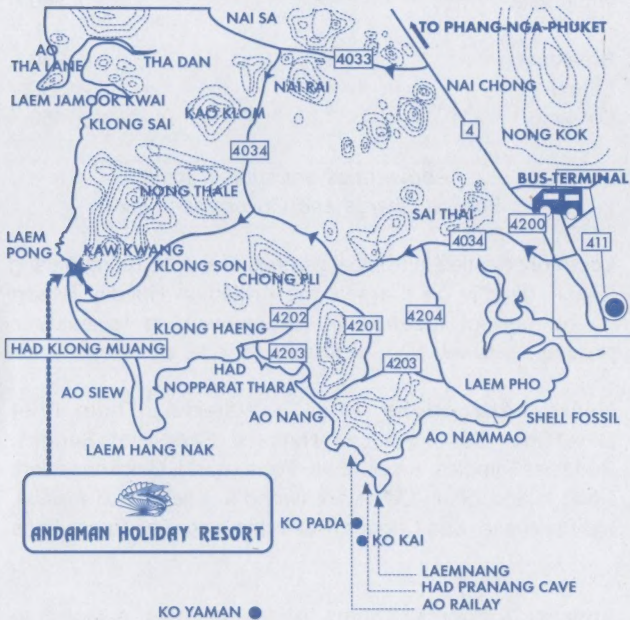 NAI SA
TO PHANG-NGA-PHUKET
AO
THA LANE
THA DAN
4033
NAI CHONG
LAEM JAMOOK KWAI
NAI RAI
KAO KLOM
KLONG SAI
4
NONG KOK
4034
BUS-TERMINAL
NONG THALE
SAI THAI
4200
411
LAEM
PONG
KAW KWANG
4034
KLONG SON
CHONG PLI
4202
4201
4204
KLONG HAENG
HAD KLONG MUANG
4203
4203
HAD
NOPPARAT THARA
LAEM PHO
AO SIEW
AO NANG
SHELL FOSSIL
AO NAMMAO
LAEM HANG NAK
ANDAMAN HOLIDAY RESORT
KO PADA
KO KAI
LAEMNANG
HAD PRANANG CAVE
AO RAILAY
KO YAMAN